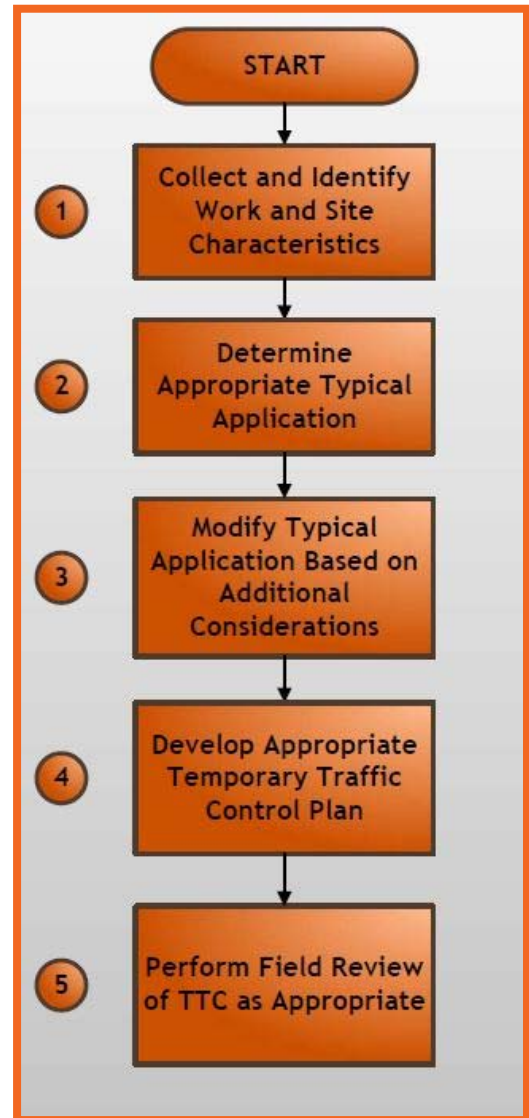 START
1
Collect and Identify
Work and Site
Characteristics
2
Determine
Appropriate Typical
Application
3
Modify Typical
Application Based on
Additional
Considerations
4
Develop Appropriate
Temporary Traffic
Control Plan
5
Perform Field Review
of TTC as Appropriate